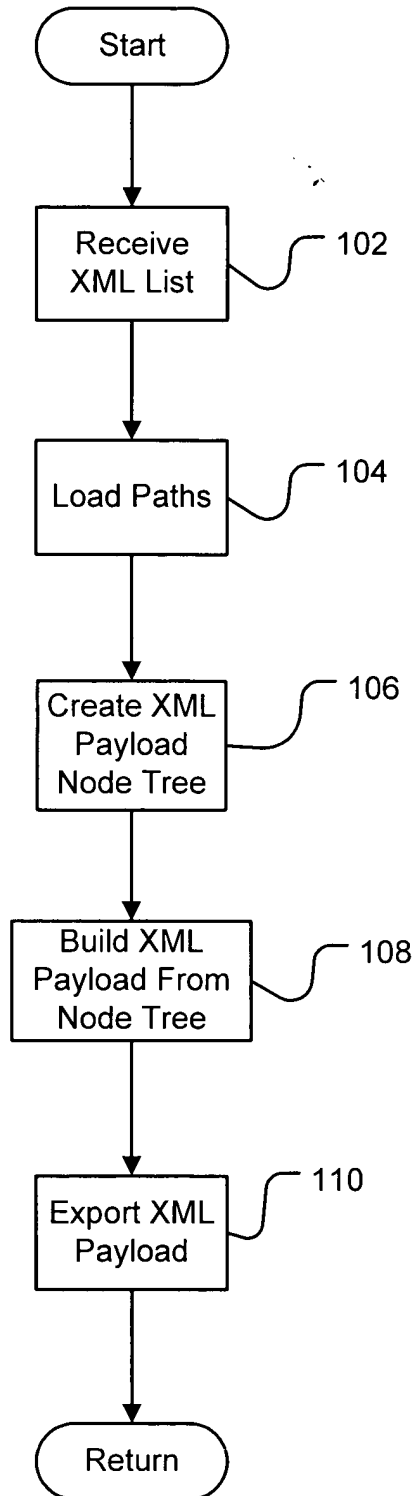 Start
Receive
XML List
102
Load Paths
104
Create XML
Payload
Node Tree
106
Build XML
Payload From
Node Tree
108
Export XML
Payload
110
Return